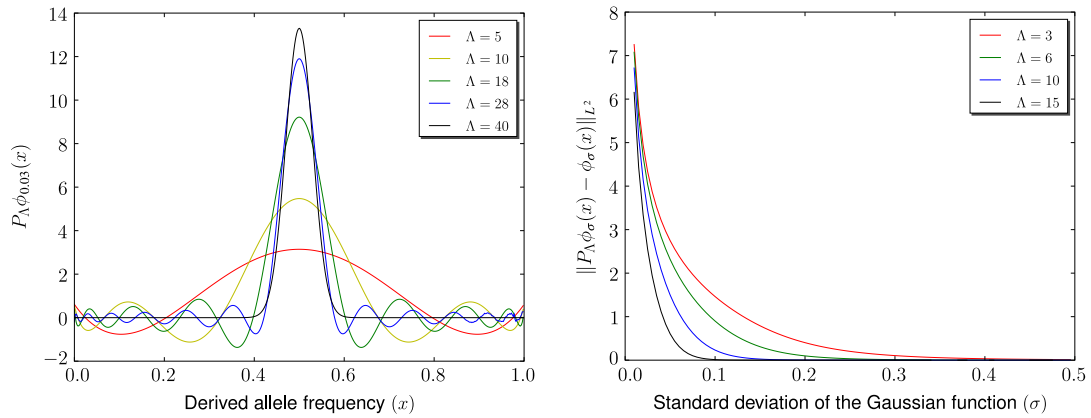 14
12
10
8
6
4
2
0
−2
0.0 0.2 0.4 0.6 0.8 1.0
P_Λ ϕ_{0.03}(x)
Derived allele frequency (x)
Λ = 5
Λ = 10
Λ = 18
Λ = 28
Λ = 40
8
7
6
5
4
3
2
1
0
0.0 0.1 0.2 0.3 0.4 0.5
||P_Λ ϕ_σ(x) − ϕ_σ(x)||_{L^2}
Standard deviation of the Gaussian function (σ)
Λ = 3
Λ = 6
Λ = 10
Λ = 15